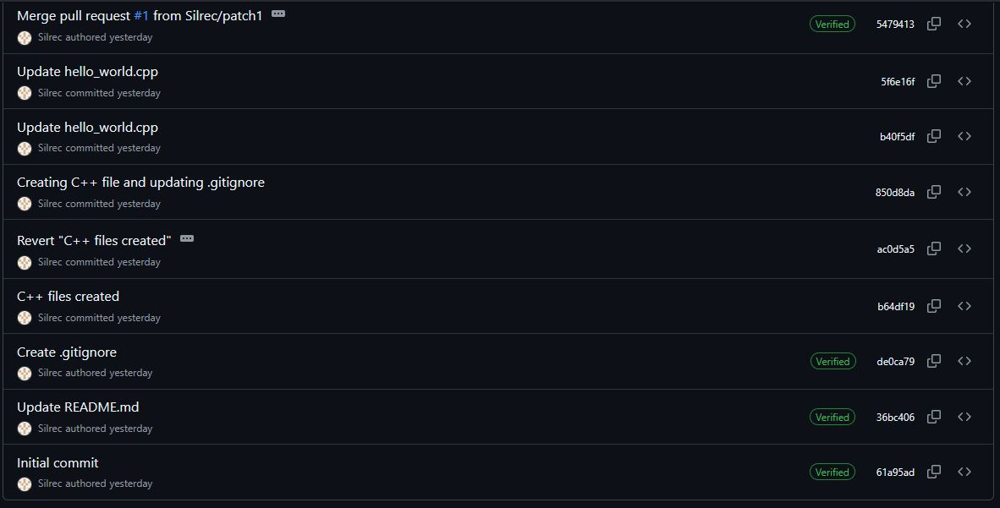 Merge pull request #1 from Silrec/patch1
Silrec authored yesterday
Verified
5479413
Update hello_world.cpp
Silrec committed yesterday
5f6e16f
Update hello_world.cpp
Silrec committed yesterday
b40f5df
Creating C++ file and updating .gitignore
Silrec committed yesterday
850d8da
Revert "C++ files created"
Silrec committed yesterday
ac0d5a5
C++ files created
Silrec committed yesterday
b64df19
Create .gitignore
Silrec authored yesterday
Verified
de0ca79
Update README.md
Silrec authored yesterday
Verified
36bc406
Initial commit
Silrec authored yesterday
Verified
61a95ad